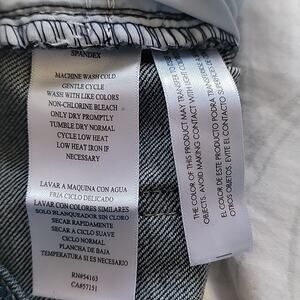 SPANDEX
MACHINE WASH COLD
GENTLE CYCLE
WASH WITH LIKE COLORS
NON-CHLORINE BLEACH
ONLY DRY PROMPTLY
TUMBLE DRY NORMAL
CYCLE LOW HEAT
LOW HEAT IRON IF
NECESSARY
LAVAR A MAQUINA CON AGUA
FRIA CICLO DELICADO
LAVAR CON COLORES SIMILARES
SOLO BLANQUEADOR SIN CLORO
SECAR RAPIDAMENTE
SECAR A CICLO SUAVE
CICLO NORMAL
PLANCHA DE BAJA
TEMPERATURA SI ES NECESARIO
RN#54163
CA#57151
THE COLOR OF THIS PRODUCT MAY TRANSFER TO
OBJECTS. AVOID MAKING CONTACT WITH LIGHT
EL COLOR DE ESTE PRODUCTO PODRA TRANSFERIRSE A
OTROS OBJETOS. EVITE EL CONTACTO CON